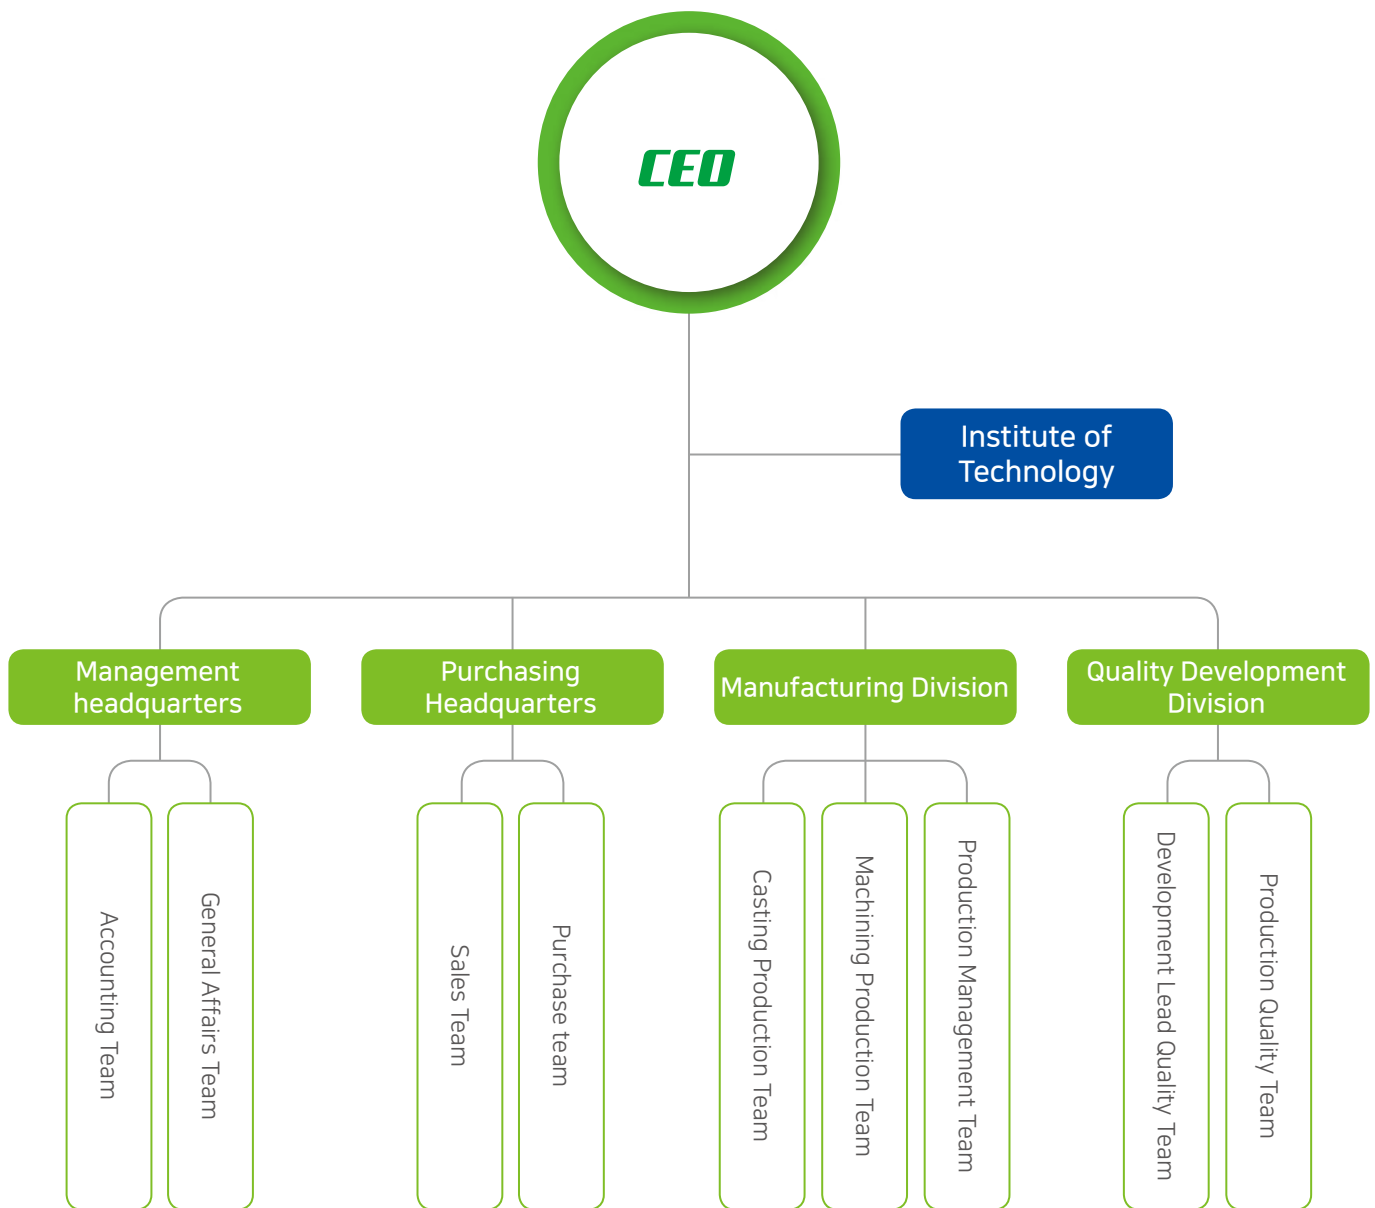 CEO
Institute of
Technology
Management
headquarters
Purchasing
Headquarters
Manufacturing Division
Quality Development
Division
Accounting Team
General Affairs Team
Sales Team
Purchase team
Casting Production Team
Machining Production Team
Production Management Team
Development Lead Quality Team
Production Quality Team